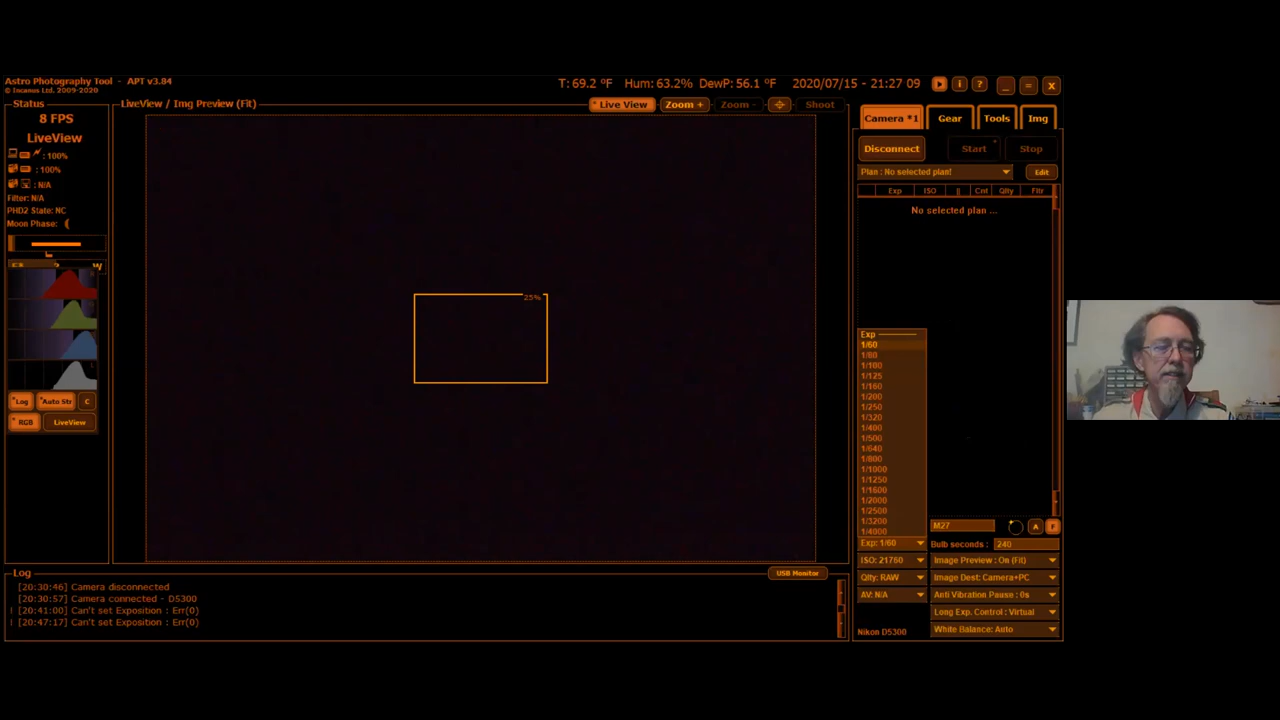 Astro Photography Tool - APT v3.84
© Incanus Ltd. 2009-2020
T: 69.2 °F Hum: 63.2% DewP: 56.1 °F 2020/07/15 - 21:27 09
i ? _ = x
Status
8 FPS
LiveView
: 100%
: 100%
: N/A
Filter: N/A
PHD2 State: NC
Moon Phase:
Log Auto Str C
RGB LiveView
LiveView / Img Preview (Fit)
Live View Zoom + Zoom - Shoot
25%
Camera *1 Gear Tools Img
Disconnect Start Stop
Plan : No selected plan! Edit
Exp ISO || Cnt Qlty Fltr
No selected plan ...
Exp
1/60
1/80
1/100
1/125
1/160
1/200
1/250
1/320
1/400
1/500
1/640
1/800
1/1000
1/1250
1/1600
1/2000
1/2500
1/3200
1/4000
M27 A F
Exp: 1/60 Bulb seconds : 240
ISO: 21760 Image Preview : On (Fit)
Qlty: RAW Image Dest: Camera+PC
AV: N/A Anti Vibration Pause : 0s
Long Exp. Control : Virtual
Nikon D5300 White Balance: Auto
Log USB Monitor
[20:30:46] Camera disconnected
[20:30:57] Camera connected - D5300
[20:41:00] Can't set Exposition : Err(0)
[20:47:17] Can't set Exposition : Err(0)